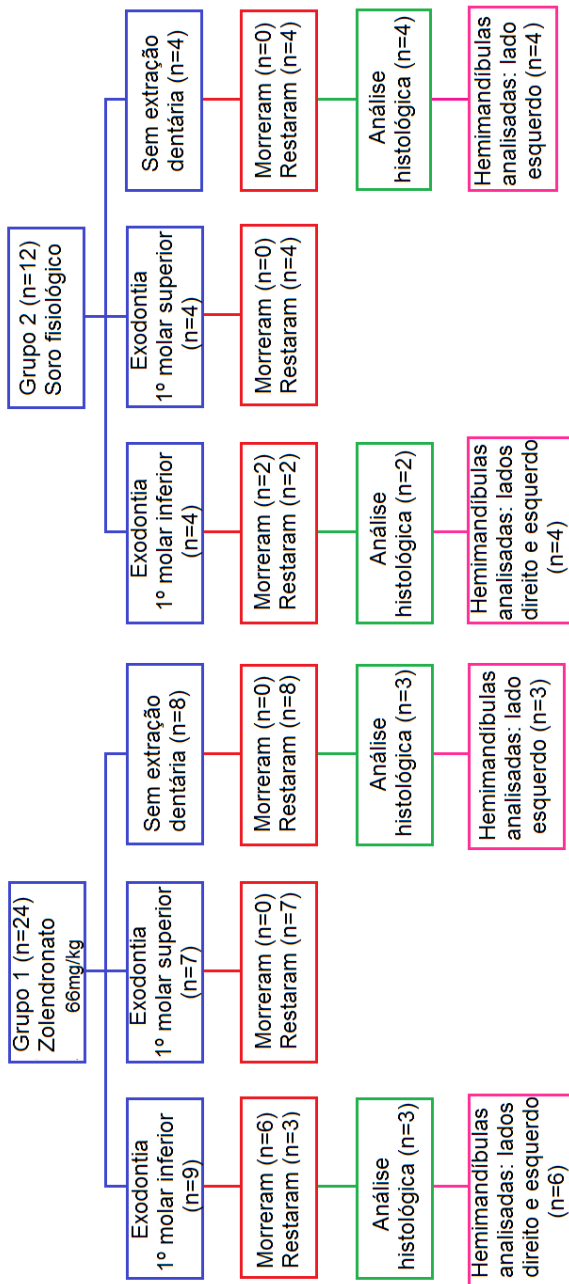 Grupo 1 (n=24)
Zolendronato
66mg/kg
Exodontia
1º molar inferior
(n=9)
Exodontia
1º molar superior
(n=7)
Sem extração
dentária (n=8)
Morreram (n=6)
Restaram (n=3)
Morreram (n=0)
Restaram (n=7)
Morreram (n=0)
Restaram (n=8)
Análise
histológica (n=3)
Análise
histológica (n=3)
Hemimandíbulas
analisadas: lados
direito e esquerdo
(n=6)
Hemimandíbulas
analisadas: lado
esquerdo (n=3)
Grupo 2 (n=12)
Soro fisiológico
Exodontia
1º molar inferior
(n=4)
Exodontia
1º molar superior
(n=4)
Sem extração
dentária (n=4)
Morreram (n=2)
Restaram (n=2)
Morreram (n=0)
Restaram (n=4)
Morreram (n=0)
Restaram (n=4)
Análise
histológica (n=2)
Análise
histológica (n=4)
Hemimandíbulas
analisadas: lados
direito e esquerdo
(n=4)
Hemimandíbulas
analisadas: lado
esquerdo (n=4)